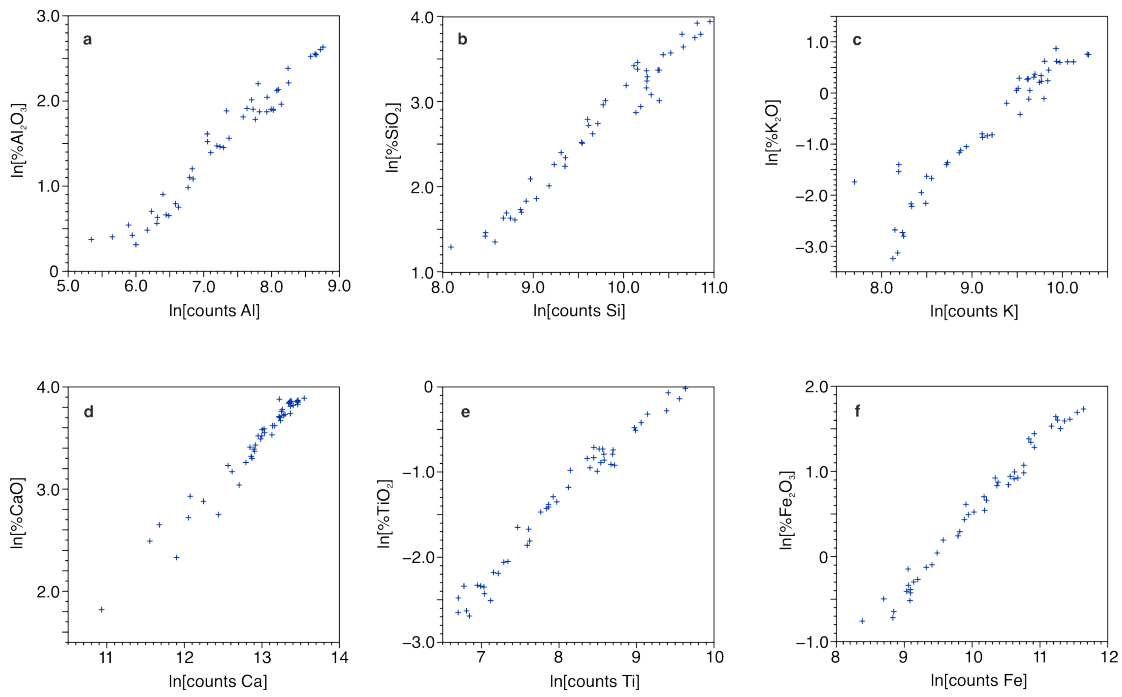 a
3.0
2.0
1.0
0
5.0 6.0 7.0 8.0 9.0
ln[%Al₂O₃]
ln[counts Al]
b
4.0
3.0
2.0
1.0
8.0 9.0 10.0 11.0
ln[%SiO₂]
ln[counts Si]
c
1.0
0
−1.0
−2.0
−3.0
8.0 9.0 10.0
ln[%K₂O]
ln[counts K]
d
4.0
3.0
2.0
11 12 13 14
ln[%CaO]
ln[counts Ca]
e
0
−1.0
−2.0
−3.0
7 8 9 10
ln[%TiO₂]
ln[counts Ti]
f
2.0
1.0
0
−1.0
8 9 10 11 12
ln[%Fe₂O₃]
ln[counts Fe]